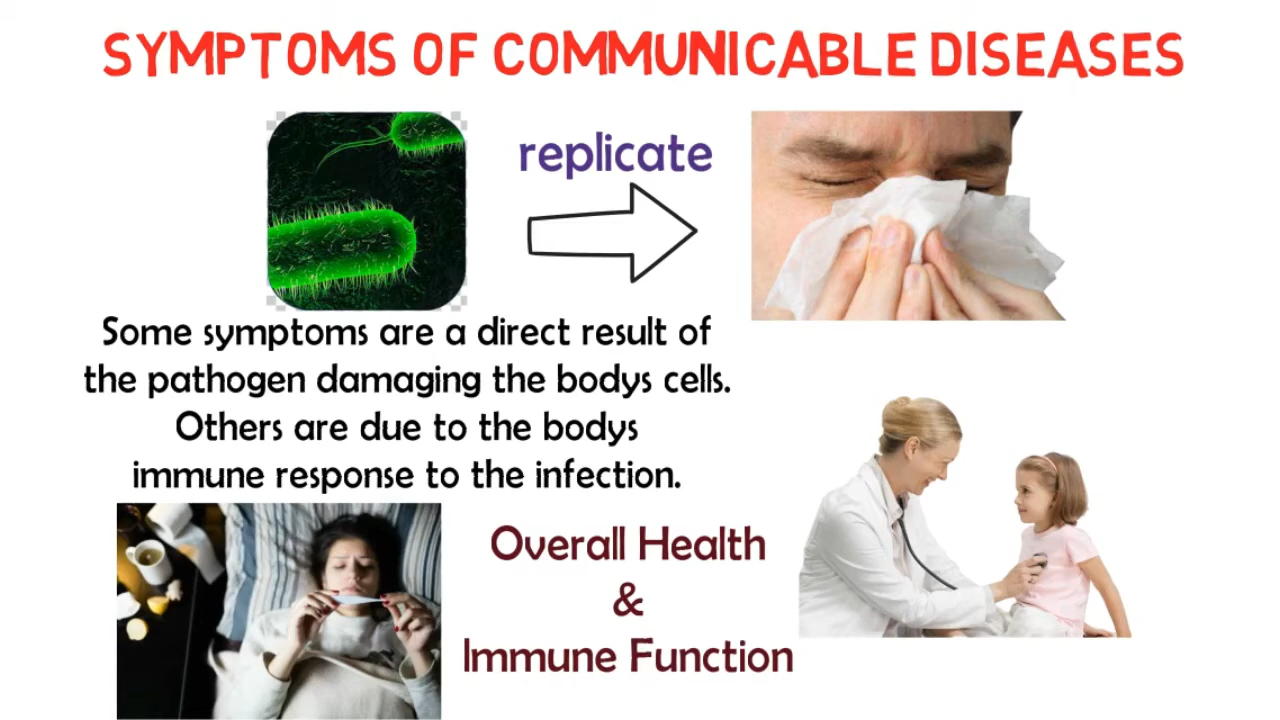 SYMPTOMS OF COMMUNICABLE DISEASES
replicate
Some symptoms are a direct result of
the pathogen damaging the bodys cells.
Others are due to the bodys
immune response to the infection.
Overall Health
&
Immune Function